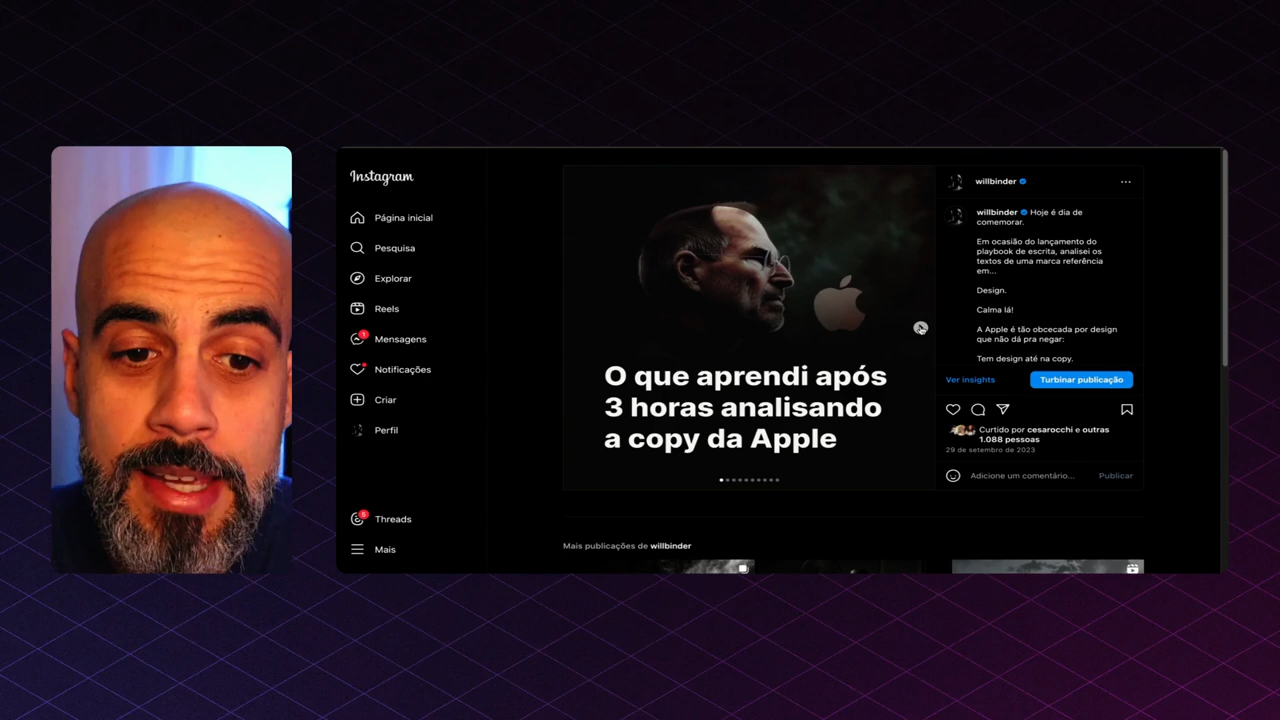 Instagram
Página inicial
Pesquisa
Explorar
Reels
1
Mensagens
Notificações
Criar
Perfil
5
Threads
Mais
O que aprendi após
3 horas analisando
a copy da Apple
willbinder
willbinder Hoje é dia de
comemorar.
Em ocasião do lançamento do
playbook de escrita, analisei os
textos de uma marca referência
em...
Design.
Calma lá!
A Apple é tão obcecada por design
que não dá pra negar:
Tem design até na copy.
Ver insights
Turbinar publicação
Curtido por cesarocchi e outras
1.088 pessoas
29 de setembro de 2023
Adicione um comentário...
Publicar
Mais publicações de willbinder